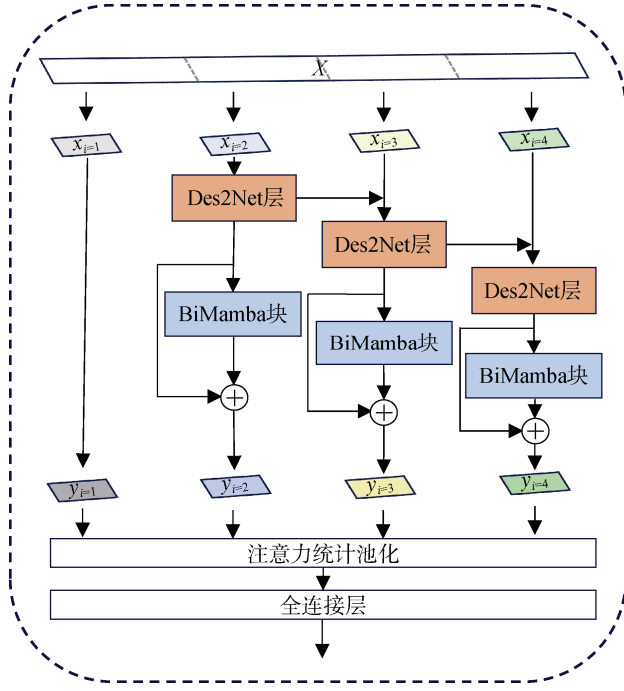 X
x_{i=1} x_{i=2} x_{i=3} x_{i=4}
Des2Net层
Des2Net层
Des2Net层
BiMamba块
BiMamba块
BiMamba块
y_{i=1} y_{i=2} y_{i=3} y_{i=4}
注意力统计池化
全连接层